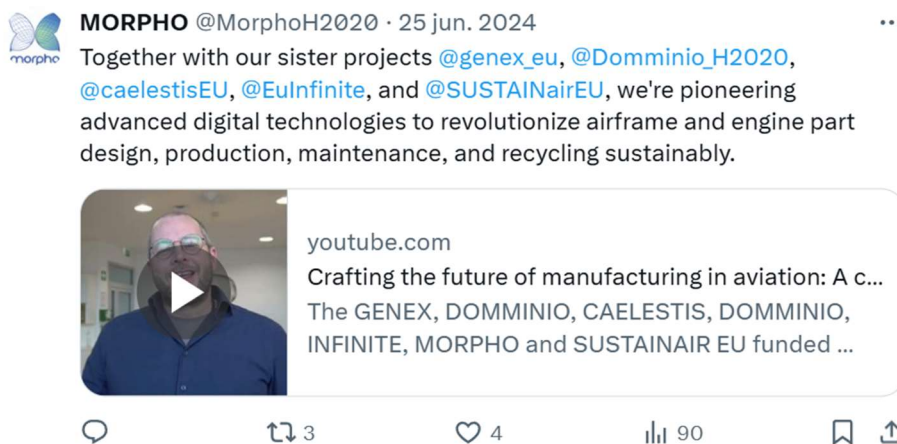 MORPHO @MorphoH2020 · 25 jun. 2024
Together with our sister projects @genex_eu, @Domminio_H2020,
@caelestisEU, @EuInfinite, and @SUSTAINairEU, we're pioneering
advanced digital technologies to revolutionize airframe and engine part
design, production, maintenance, and recycling sustainably.
morpho
youtube.com
Crafting the future of manufacturing in aviation: A c...
The GENEX, DOMMINIO, CAELESTIS, DOMMINIO,
INFINITE, MORPHO and SUSTAINAIR EU funded ...
3 4 90